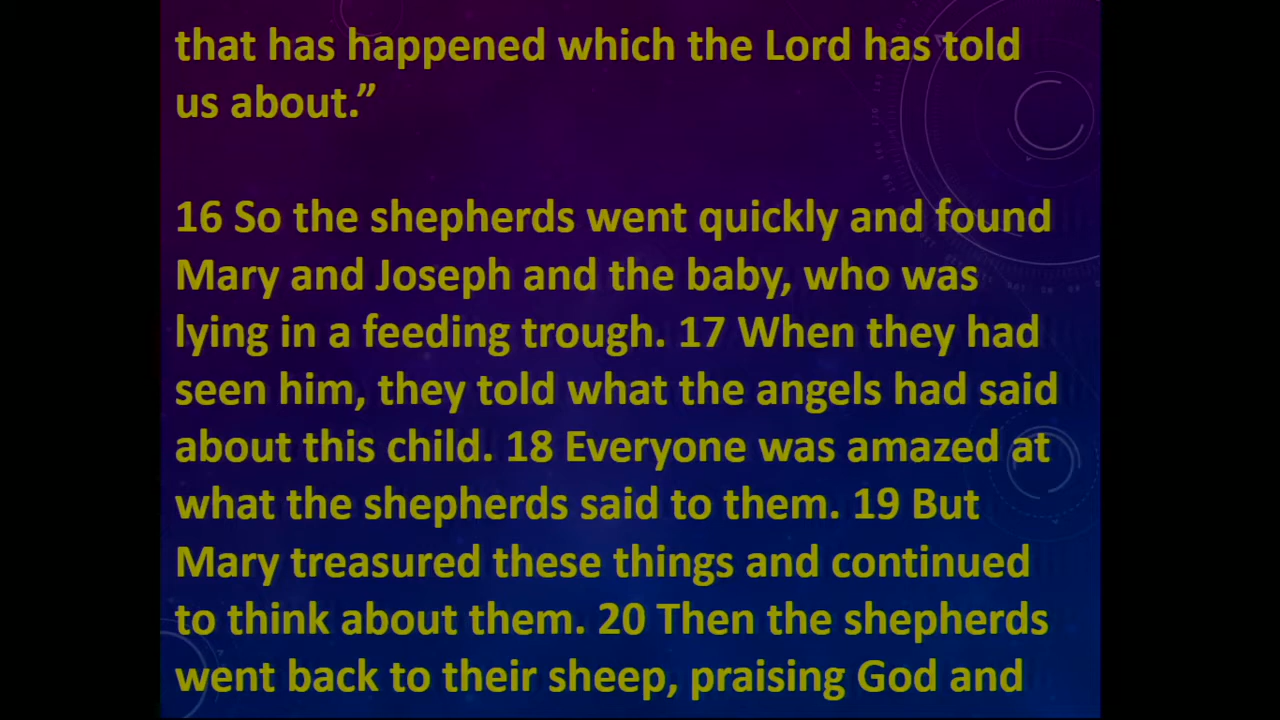 that has happened which the Lord has told
us about.”
16 So the shepherds went quickly and found
Mary and Joseph and the baby, who was
lying in a feeding trough. 17 When they had
seen him, they told what the angels had said
about this child. 18 Everyone was amazed at
what the shepherds said to them. 19 But
Mary treasured these things and continued
to think about them. 20 Then the shepherds
went back to their sheep, praising God and